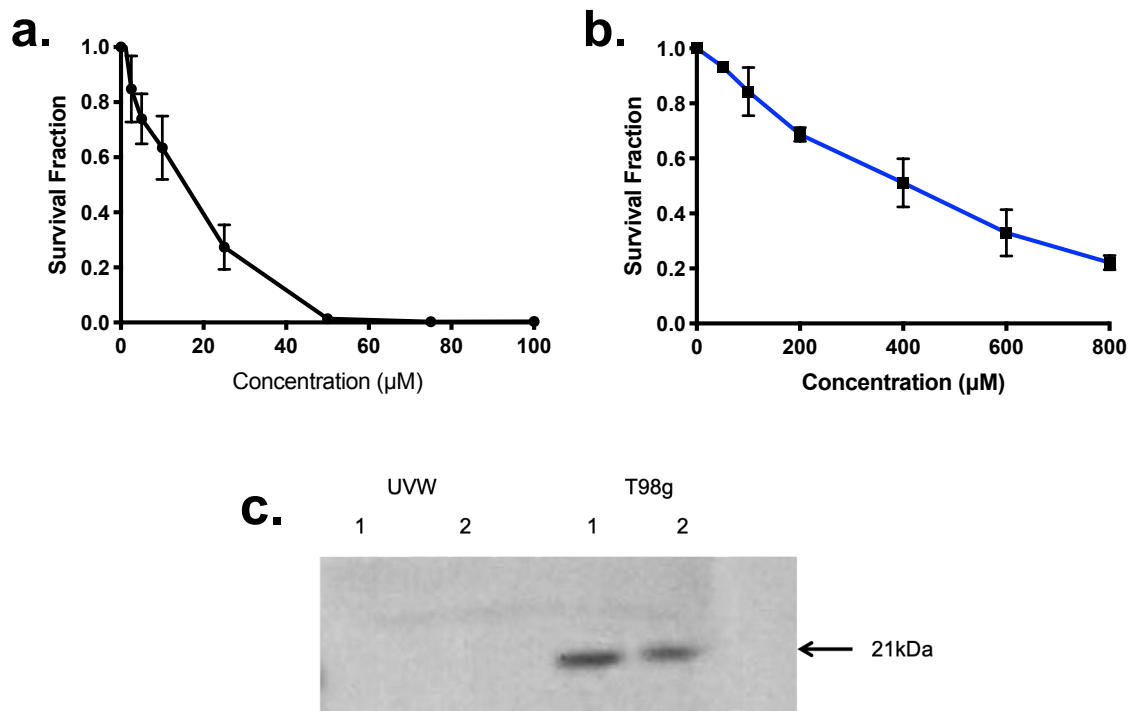 a.
1.0
0.8
0.6
0.4
0.2
0.0
Survival Fraction
0 20 40 60 80 100
Concentration (µM)
b.
1.0
0.8
0.6
0.4
0.2
0.0
Survival Fraction
0 200 400 600 800
Concentration (µM)
c.
UVW T98g
1 2 1 2
21kDa